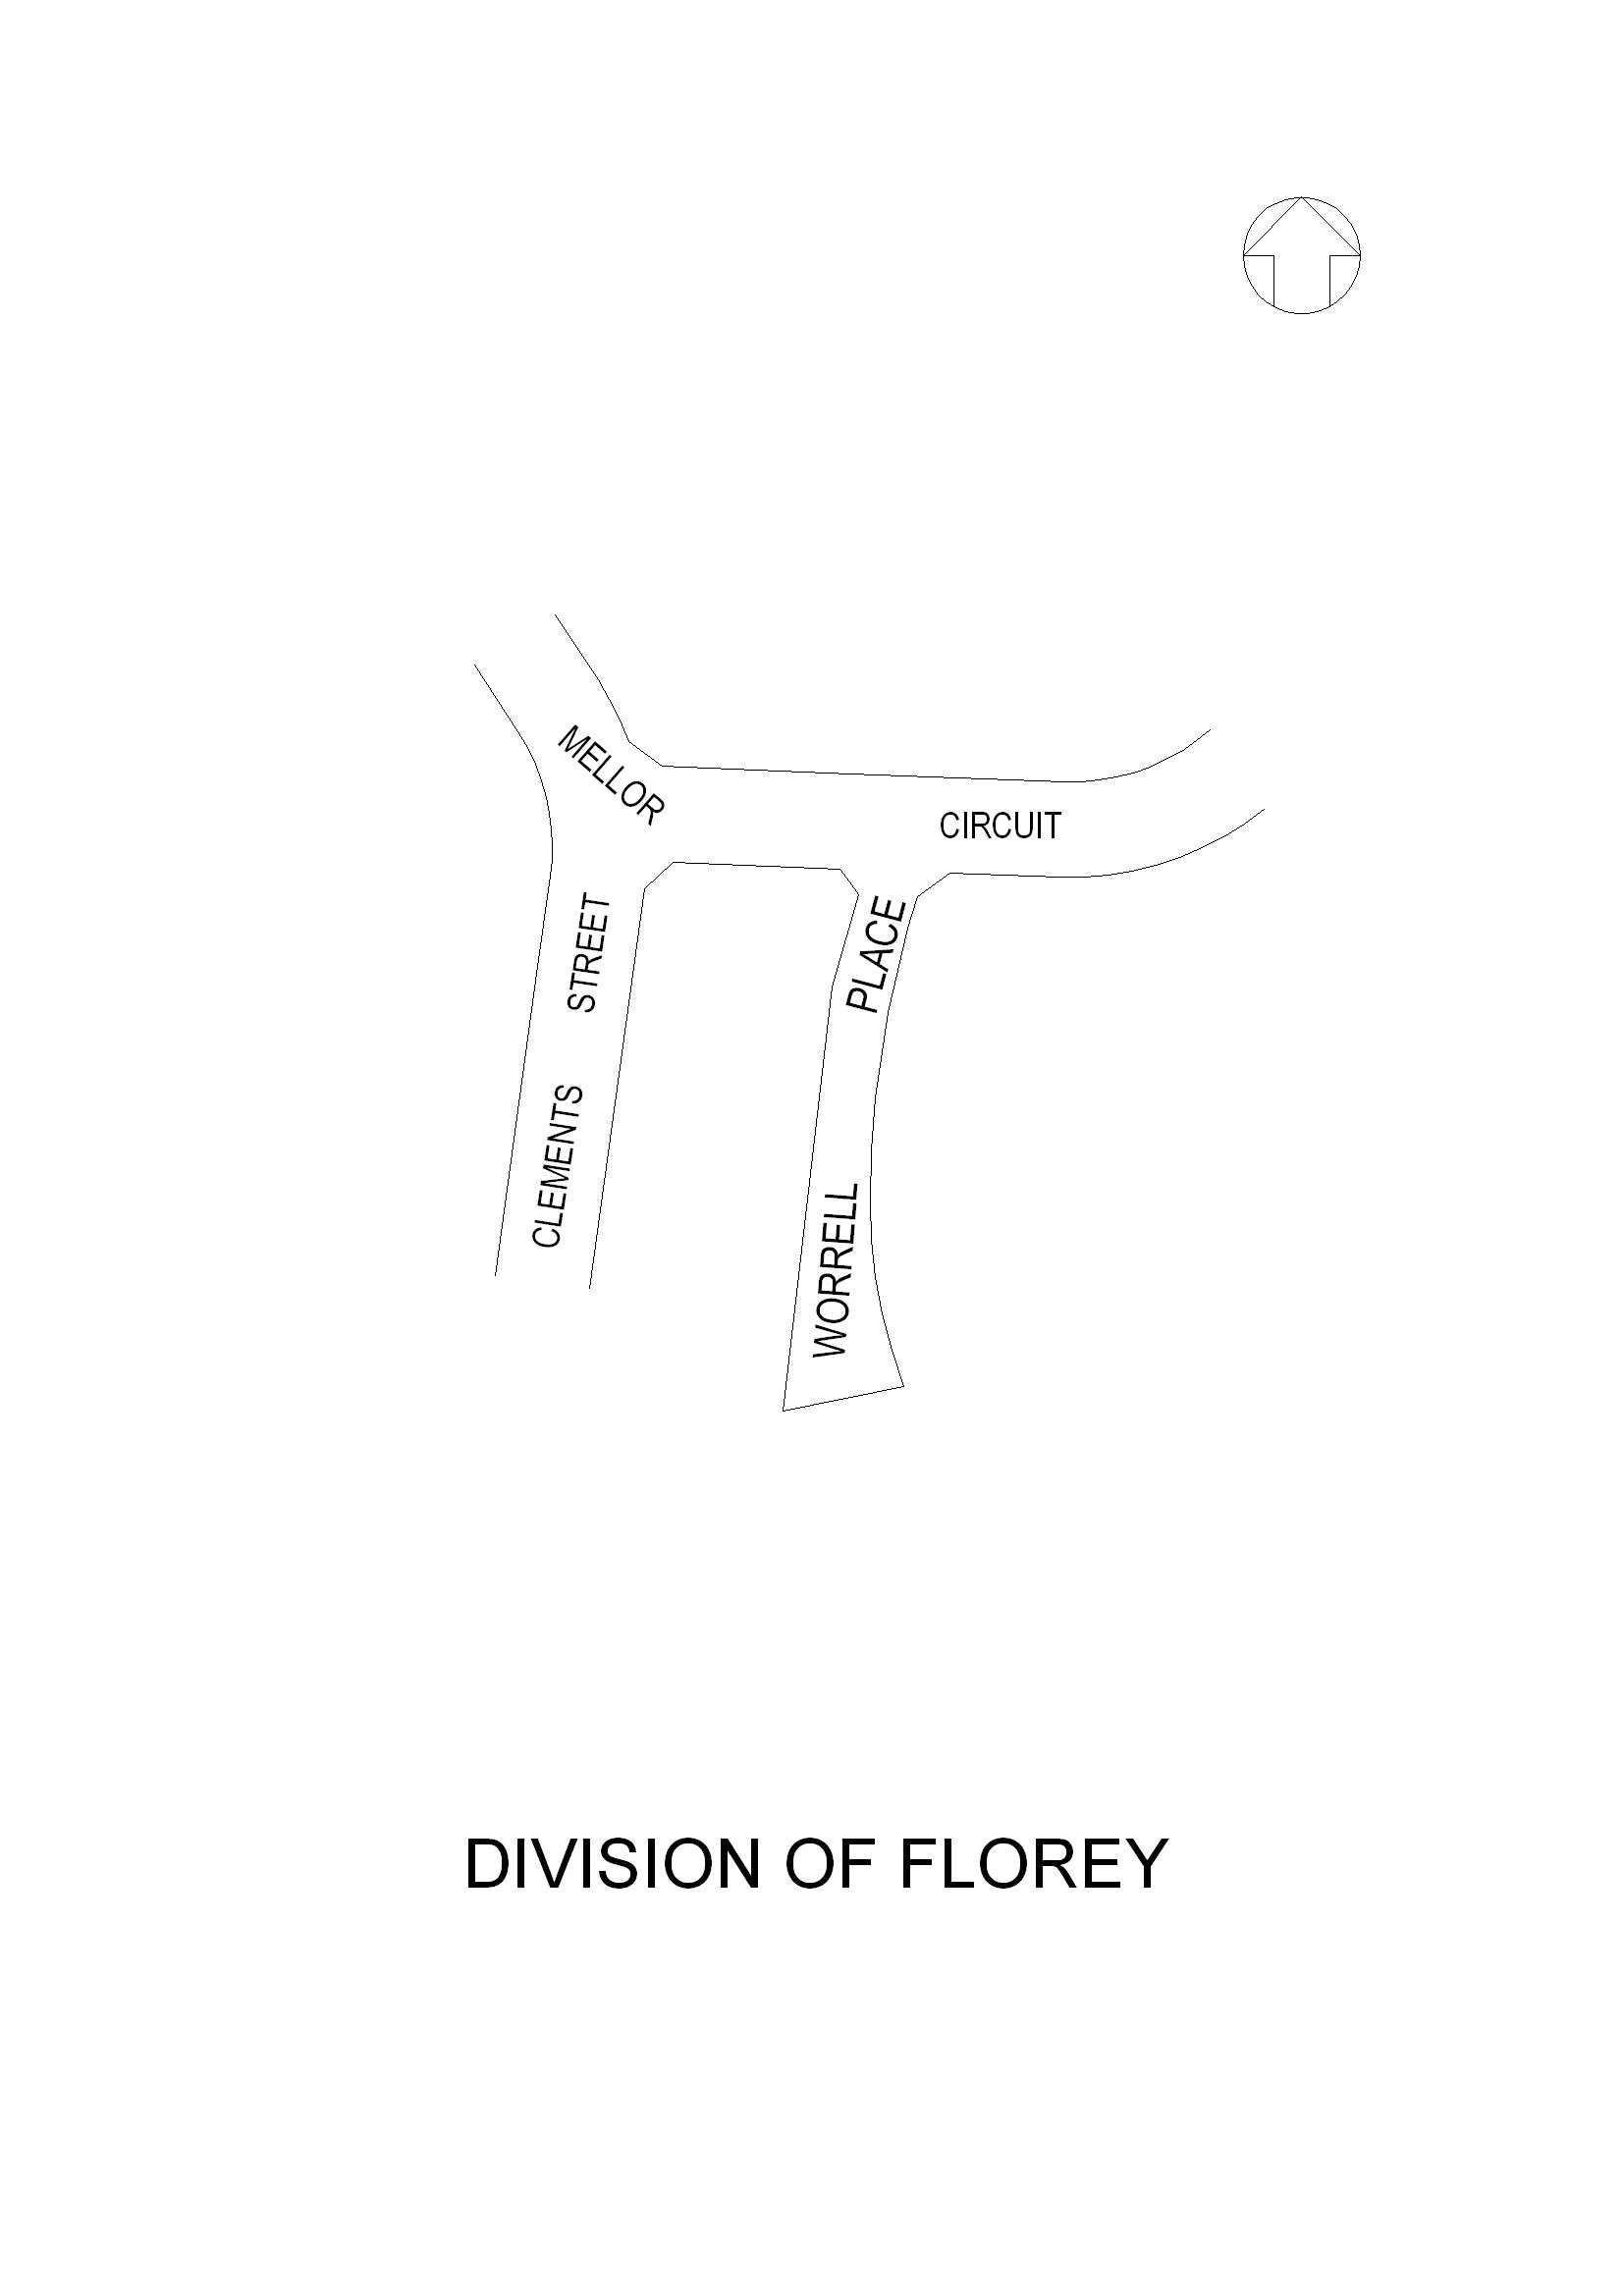 MELLOR
CIRCUIT
CLEMENTS STREET
WORRELL PLACE
DIVISION OF FLOREY